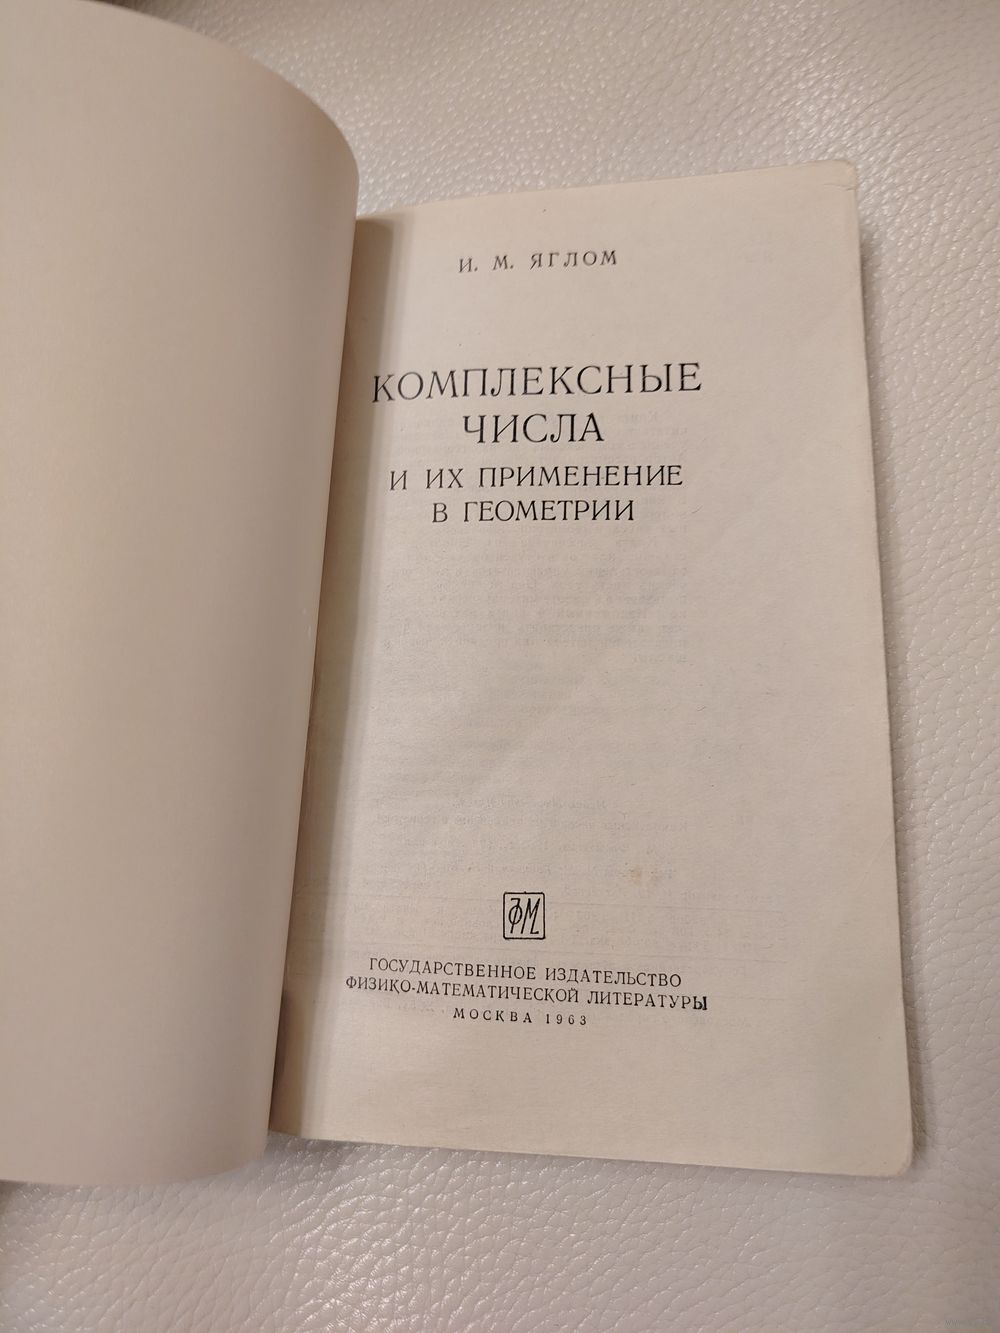 И. М. ЯГЛОМ
КОМПЛЕКСНЫЕ
ЧИСЛА
И ИХ ПРИМЕНЕНИЕ
В ГЕОМЕТРИИ
ФМ
ГОСУДАРСТВЕННОЕ ИЗДАТЕЛЬСТВО
ФИЗИКО-МАТЕМАТИЧЕСКОЙ ЛИТЕРАТУРЫ
МОСКВА 1963